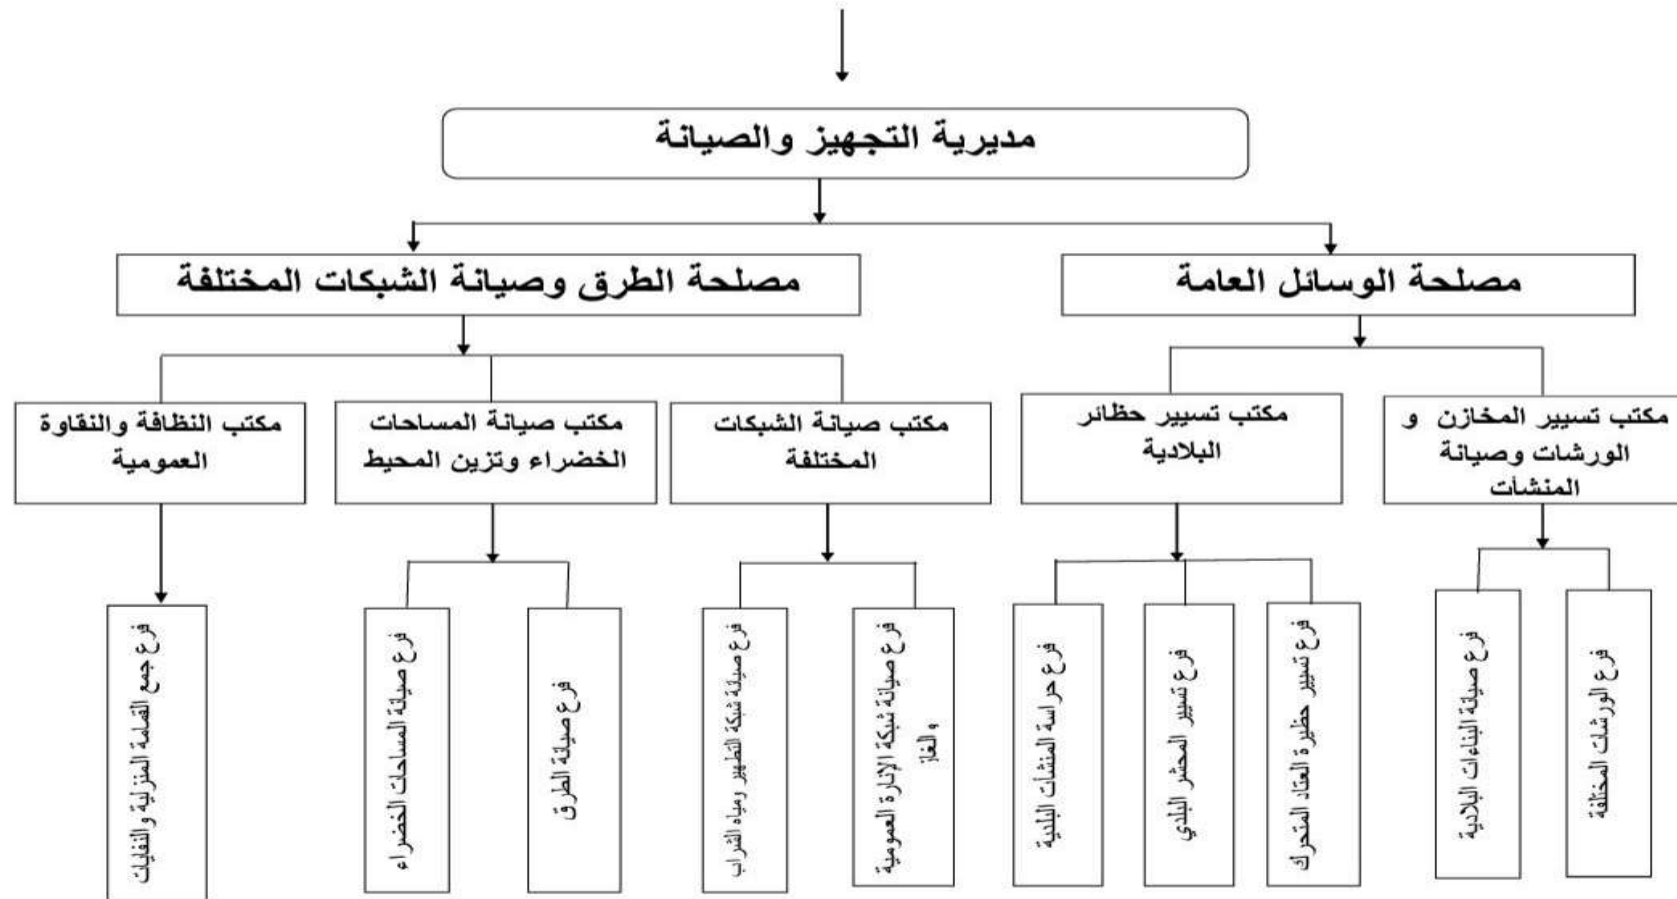 مديرية التجهيز والصيانة
مصلحة الوسائل العامة
مصلحة الطرق وصيانة الشبكات المختلفة
مكتب تسيير المخازن و
الورشات وصيانة
المنشأت
مكتب تسيير حظائر
البلادية
مكتب صيانة الشبكات
المختلفة
مكتب صيانة المساحات
الخضراء وتزين المحيط
مكتب النظافة والنقاوة
العمومية
فرع الورشات المختلفة
فرع صيانة البناءات البلادية
فرع تسيير حظيرة العتاد المتحرك
فرع تسيير المحشر البلدي
فرع حراسة المنشأت البلدية
فرع صيانة شبكة الإنارة العمومية
والغاز
فرع صيانة شبكة التطهير ومياه الشراب
فرع صيانة الطرق
فرع صيانة المساحات الخضراء
فرع جمع القمامة المنزلية والنفايات